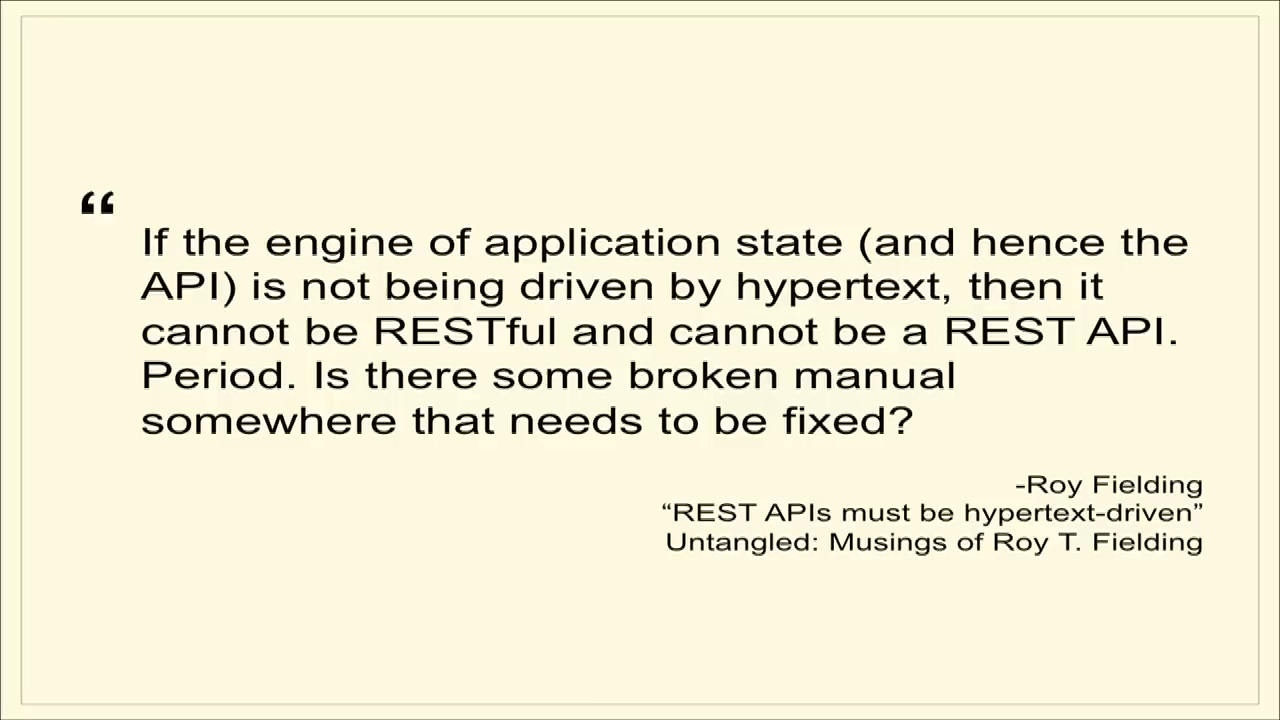 “
If the engine of application state (and hence the
API) is not being driven by hypertext, then it
cannot be RESTful and cannot be a REST API.
Period. Is there some broken manual
somewhere that needs to be fixed?
-Roy Fielding
“REST APIs must be hypertext-driven”
Untangled: Musings of Roy T. Fielding